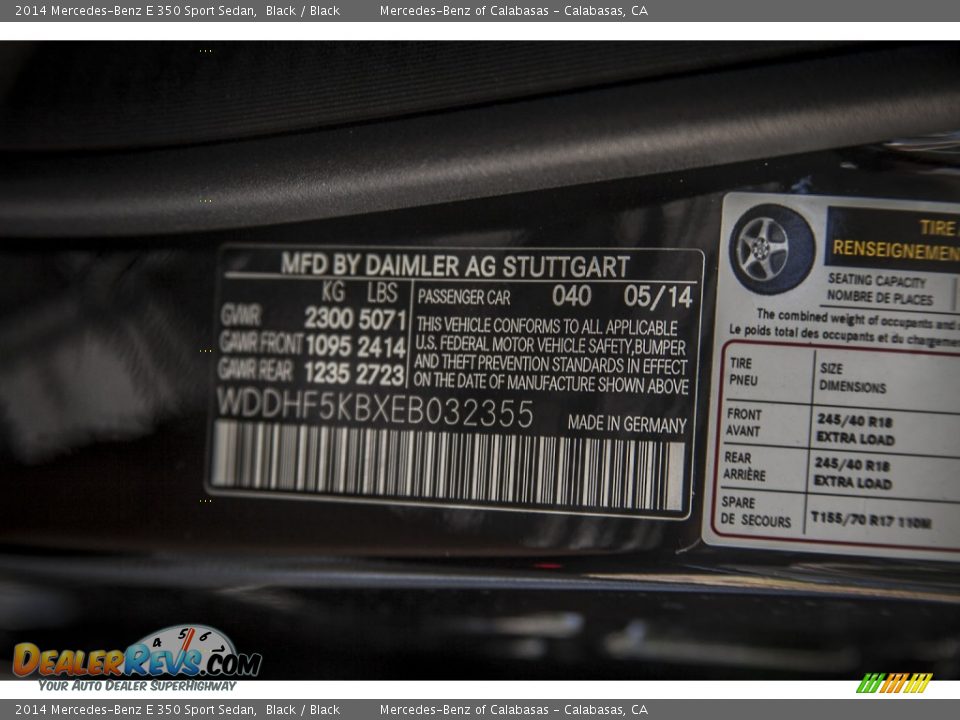 2014 Mercedes-Benz E 350 Sport Sedan, Black / Black Mercedes-Benz of Calabasas - Calabasas, CA
MFD BY DAIMLER AG STUTTGART
KG LBS
GVWR 2300 5071
GAWR FRONT 1095 2414
GAWR REAR 1235 2723
PASSENGER CAR 040 05/14
THIS VEHICLE CONFORMS TO ALL APPLICABLE
U.S. FEDERAL MOTOR VEHICLE SAFETY,BUMPER
AND THEFT PREVENTION STANDARDS IN EFFECT
ON THE DATE OF MANUFACTURE SHOWN ABOVE
WDDHF5KBXEB032355
MADE IN GERMANY
TIRE
RENSEIGNEMEN
SEATING CAPACITY
NOMBRE DE PLACES
The combined weight of occupants and
Le poids total des occupants et du chargement
TIRE SIZE
PNEU DIMENSIONS
FRONT 245/40 R18
AVANT EXTRA LOAD
REAR 245/40 R18
ARRIÈRE EXTRA LOAD
SPARE T155/70 R17 110M
DE SECOURS
4 5 6
DEALERREVS.COM
YOUR AUTO DEALER SUPERHIGHWAY
2014 Mercedes-Benz E 350 Sport Sedan, Black / Black Mercedes-Benz of Calabasas - Calabasas, CA